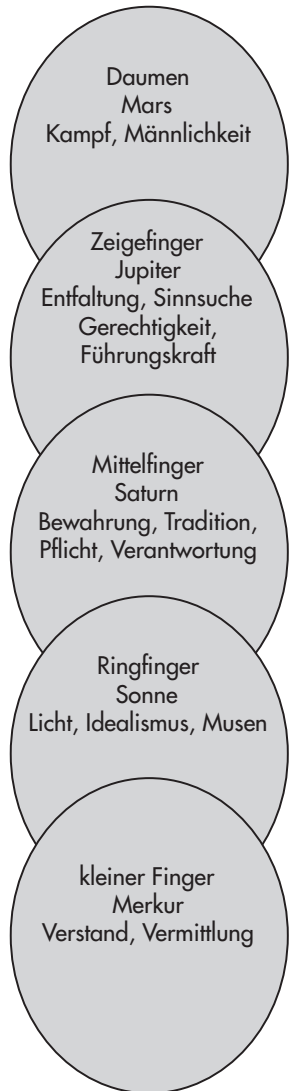 Daumen
Mars
Kampf, Männlichkeit
Zeigefinger
Jupiter
Entfaltung, Sinnsuche
Gerechtigkeit,
Führungskraft
Mittelfinger
Saturn
Bewahrung, Tradition,
Pflicht, Verantwortung
Ringfinger
Sonne
Licht, Idealismus, Musen
kleiner Finger
Merkur
Verstand, Vermittlung